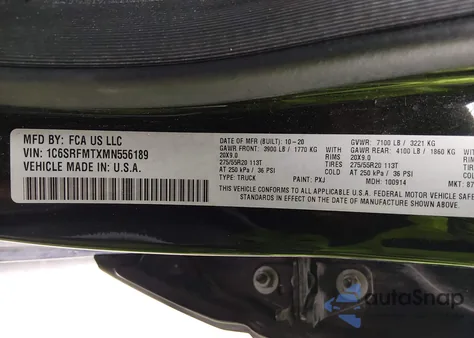 MFD BY: FCA US LLC
VIN: 1C6SRFMTXMN556189
VEHICLE MADE IN: U.S.A.
DATE OF MFR (BUILT): 10-20 GVWR: 7100 LB / 3221 KG
GAWR FRONT: 3900 LB / 1770 KG GAWR REAR: 4100 LB / 1860 KG
20X9.0 RIMS 20X9.0 RIMS
275/55R20 113T TIRES 275/55R20 113T TIRES
AT 250 kPa / 36 PSI COLD AT 250 kPa / 36 PSI COLD
TYPE: TRUCK PAINT: PXJ MDH: 100914 MKT:
THIS VEHICLE CONFORMS TO ALL APPLICABLE U.S.A. FEDERAL MOTOR VEHICLE
STANDARDS IN EFFECT ON THE DATE OF MANUFACTURE SHOWN ABOVE.
autoSnap